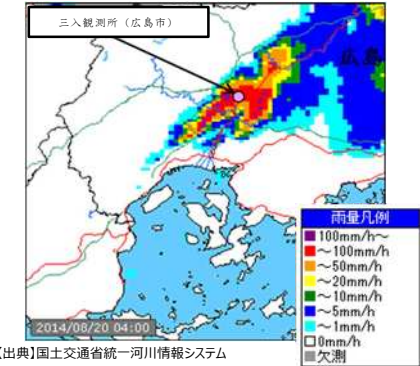 三入観測所（広島市）
広島
雨量凡例
100mm/h～
～100mm/h
～50mm/h
～20mm/h
～10mm/h
～5mm/h
～1mm/h
0mm/h
欠測
2014/08/20 04:00
【出典】国土交通省統一河川情報システム